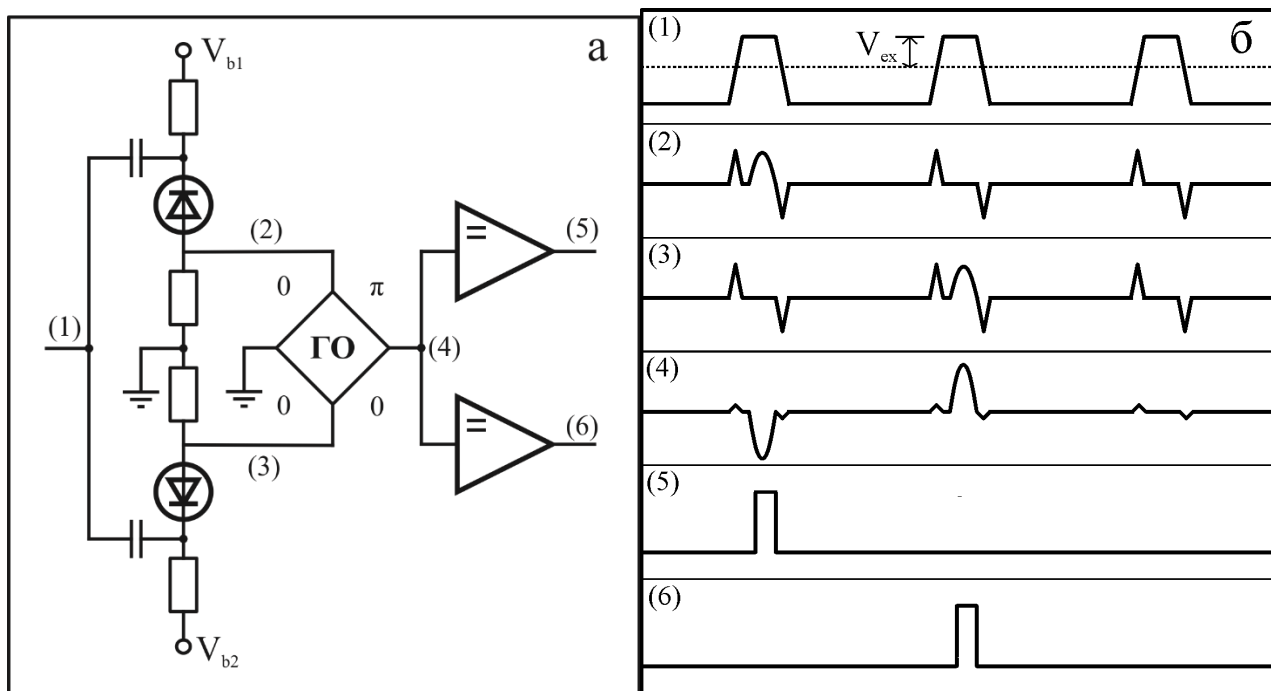 а
V_b1
(2)
0
π
(1)
ГО
(4)
0
0
(3)
V_b2
=
(5)
=
(6)
б
(1)
V_ex
(2)
(3)
(4)
(5)
(6)